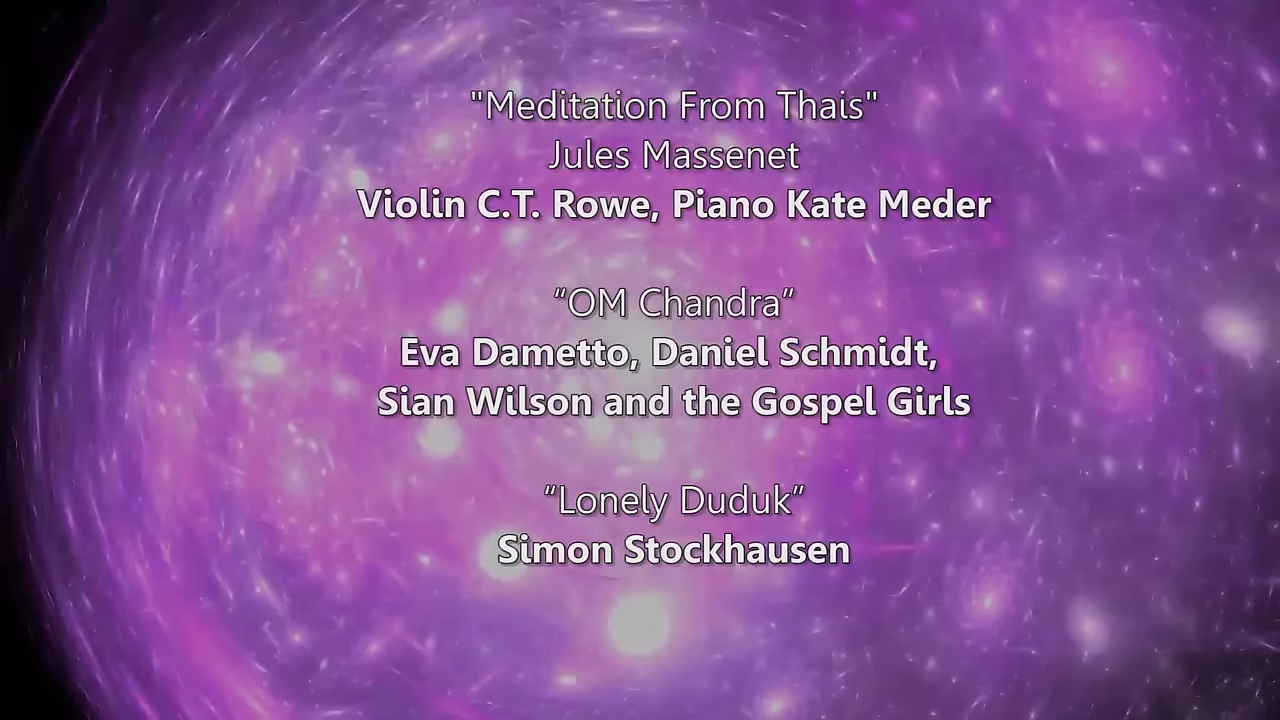 "Meditation From Thais"
Jules Massenet
Violin C.T. Rowe, Piano Kate Meder
“OM Chandra”
Eva Dametto, Daniel Schmidt,
Sian Wilson and the Gospel Girls
“Lonely Duduk”
Simon Stockhausen